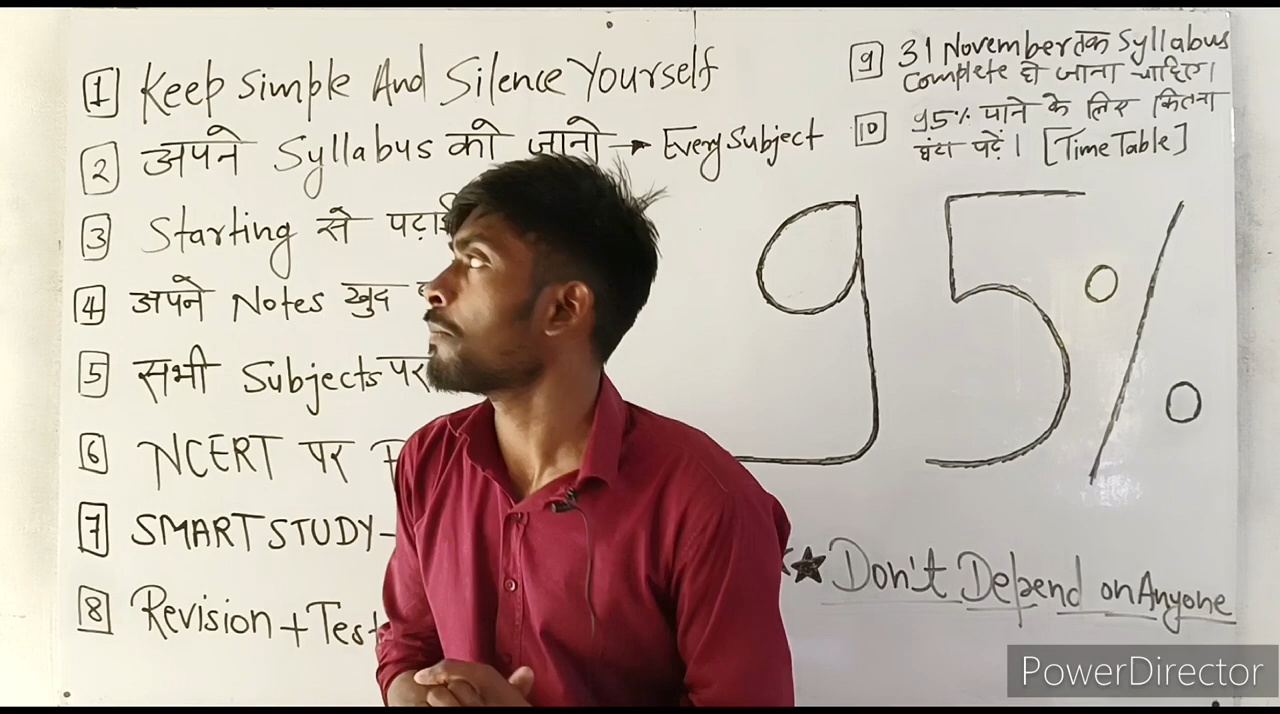 1 Keep Simple And Silence Yourself
2 अपने Syllabus को जानो → Every Subject
3 Starting से
4 अपने Notes खुद
5 सभी Subjects पर
6 NCERT पर
7 SMART STUDY-
8 Revision + Test
9 31 November तक Syllabus
Complete हो जाना चाहिए।
10 95% पाने के लिए कितना
घंटा पढ़ें। [Time Table]
95%
★ Don't Depend on Anyone
PowerDirector